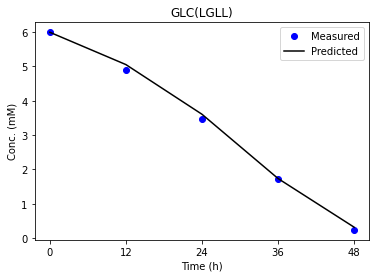 GLC(LGLL)
Measured
Predicted
6
5
4
3
2
1
0
Conc. (mM)
0 12 24 36 48
Time (h)